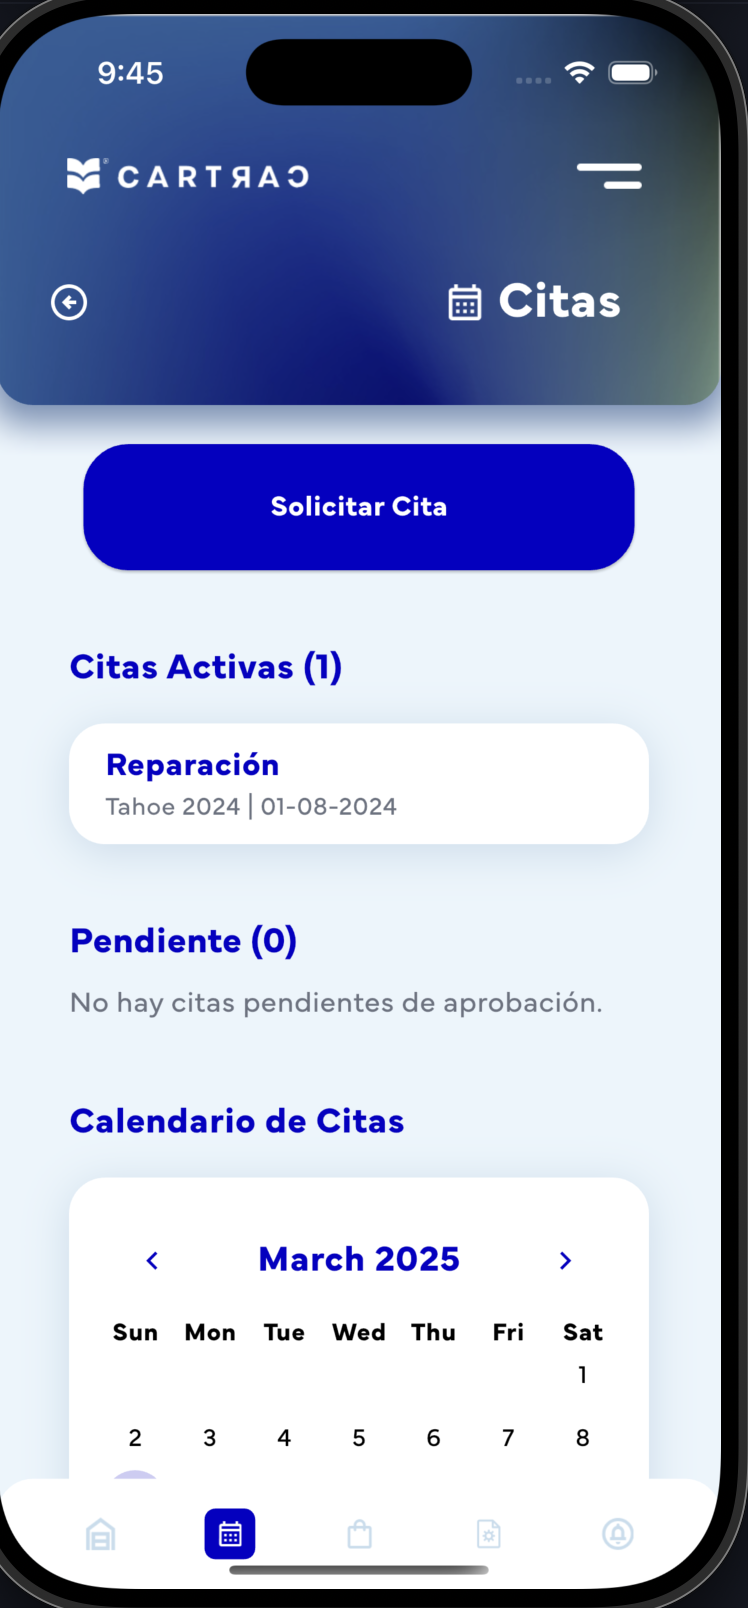 9:45
® CARTЯAƆ
Citas
Solicitar Cita
Citas Activas (1)
Reparación
Tahoe 2024 | 01-08-2024
Pendiente (0)
No hay citas pendientes de aprobación.
Calendario de Citas
March 2025
Sun Mon Tue Wed Thu Fri Sat
1
2 3 4 5 6 7 8